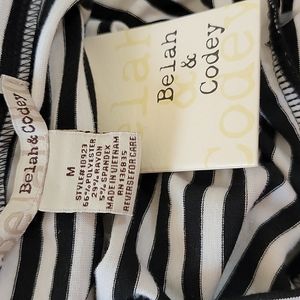 Belah
&
Codey
Belah & Codey
M
STYLE#10923
66% POLYESTER
29% RAYON
5% SPANDEX
MADE IN VIETNAM
RN 136835
REVERSE FOR CARE